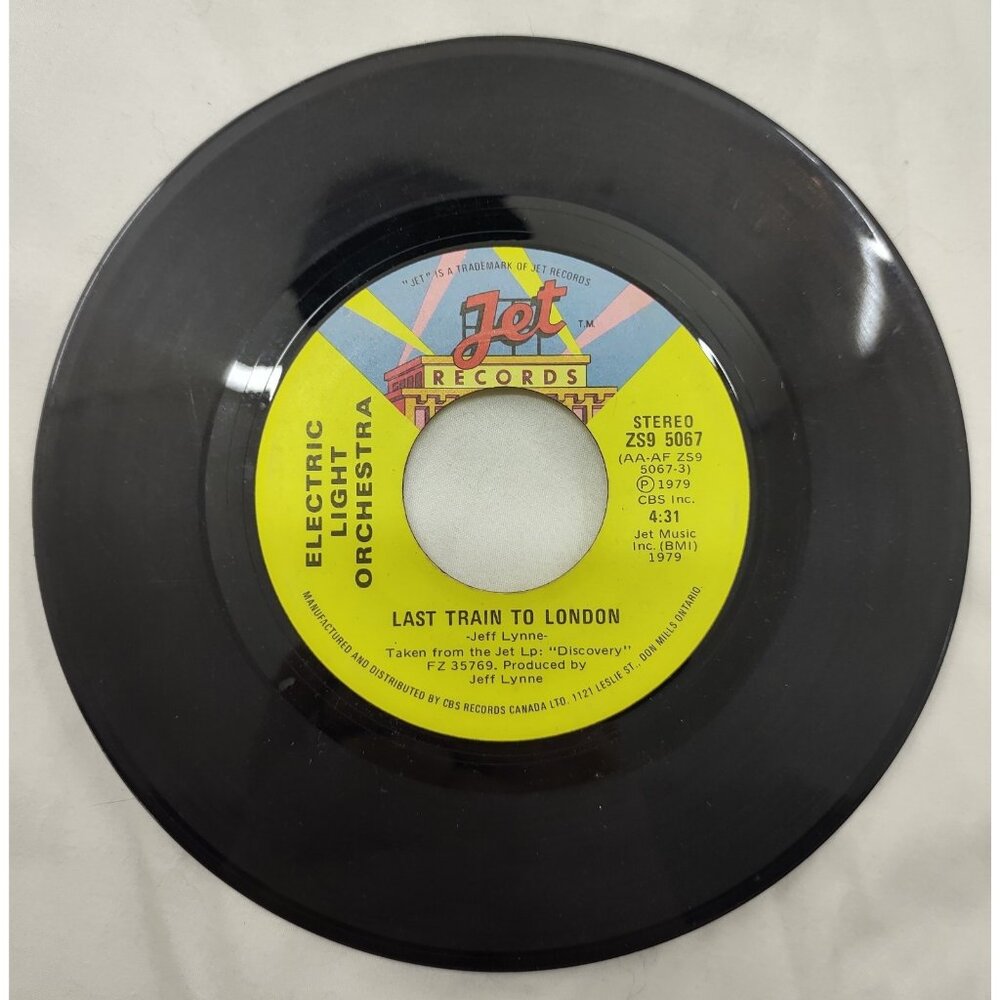 "JET" IS A TRADEMARK OF JET RECORDS
Jet T.M.
RECORDS
ELECTRIC
LIGHT
ORCHESTRA
STEREO
ZS9 5067
(AA-AF ZS9
5067-3)
Ⓟ 1979
CBS Inc.
4:31
Jet Music
Inc. (BMI)
1979
LAST TRAIN TO LONDON
-Jeff Lynne-
Taken from the Jet Lp: "Discovery"
FZ 35769. Produced by
Jeff Lynne
MANUFACTURED AND DISTRIBUTED BY CBS RECORDS CANADA LTD. 1121 LESLIE ST., DON MILLS ONTARIO.